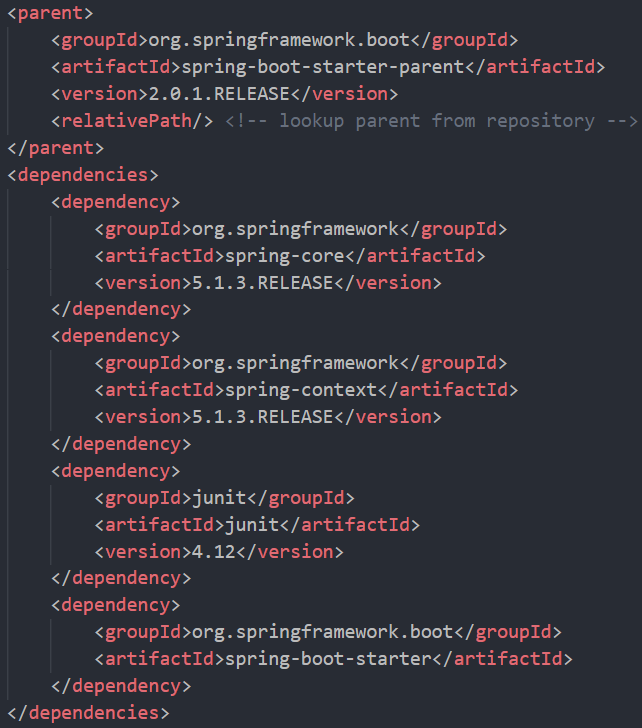 <parent>
    <groupId>org.springframework.boot</groupId>
    <artifactId>spring-boot-starter-parent</artifactId>
    <version>2.0.1.RELEASE</version>
    <relativePath/> <!-- lookup parent from repository -->
</parent>
<dependencies>
    <dependency>
        <groupId>org.springframework</groupId>
        <artifactId>spring-core</artifactId>
        <version>5.1.3.RELEASE</version>
    </dependency>
    <dependency>
        <groupId>org.springframework</groupId>
        <artifactId>spring-context</artifactId>
        <version>5.1.3.RELEASE</version>
    </dependency>
    <dependency>
        <groupId>junit</groupId>
        <artifactId>junit</artifactId>
        <version>4.12</version>
    </dependency>
    <dependency>
        <groupId>org.springframework.boot</groupId>
        <artifactId>spring-boot-starter</artifactId>
    </dependency>
</dependencies>